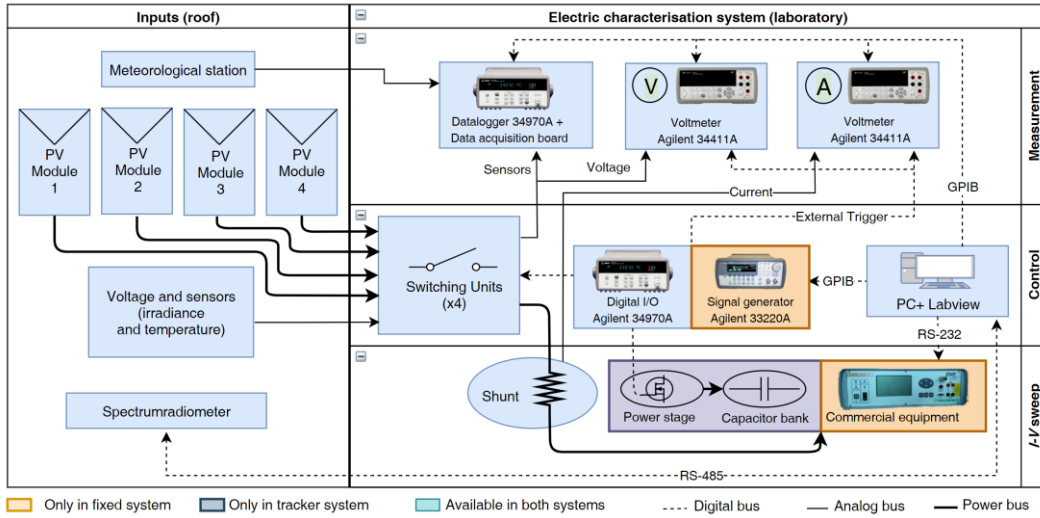 Inputs (roof)
Electric characterisation system (laboratory)
Meteorological station
PV
Module
1
PV
Module
2
PV
Module
3
PV
Module
4
Voltage and sensors
(irradiance
and temperature)
Spectrumradiometer
Datalogger 34970A +
Data acquisition board
V
Voltmeter
Agilent 34411A
A
Voltmeter
Agilent 34411A
Measurement
Sensors
Voltage
Current
GPIB
External Trigger
Switching Units
(x4)
Digital I/O
Agilent 34970A
Signal generator
Agilent 33220A
GPIB
PC+ Labview
Control
RS-232
Shunt
Power stage
Capacitor bank
Commercial equipment
I-V sweep
RS-485
Only in fixed system
Only in tracker system
Available in both systems
Digital bus
Analog bus
Power bus